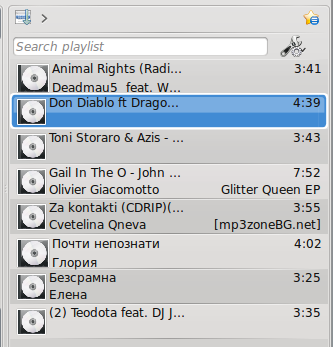 Search playlist
Animal Rights (Radi... 3:41
Deadmau5 feat. W...
Don Diablo ft Drago... 4:39
Toni Storaro & Azis - ... 3:43
Gail In The O - John ... 7:52
Olivier Giacomotto Glitter Queen EP
Za kontakti (CDRIP)(... 3:55
Cvetelina Qneva [mp3zoneBG.net]
Почти непознати 4:02
Глория
Безсрамна 3:25
Елена
(2) Teodota feat. DJ J... 3:35